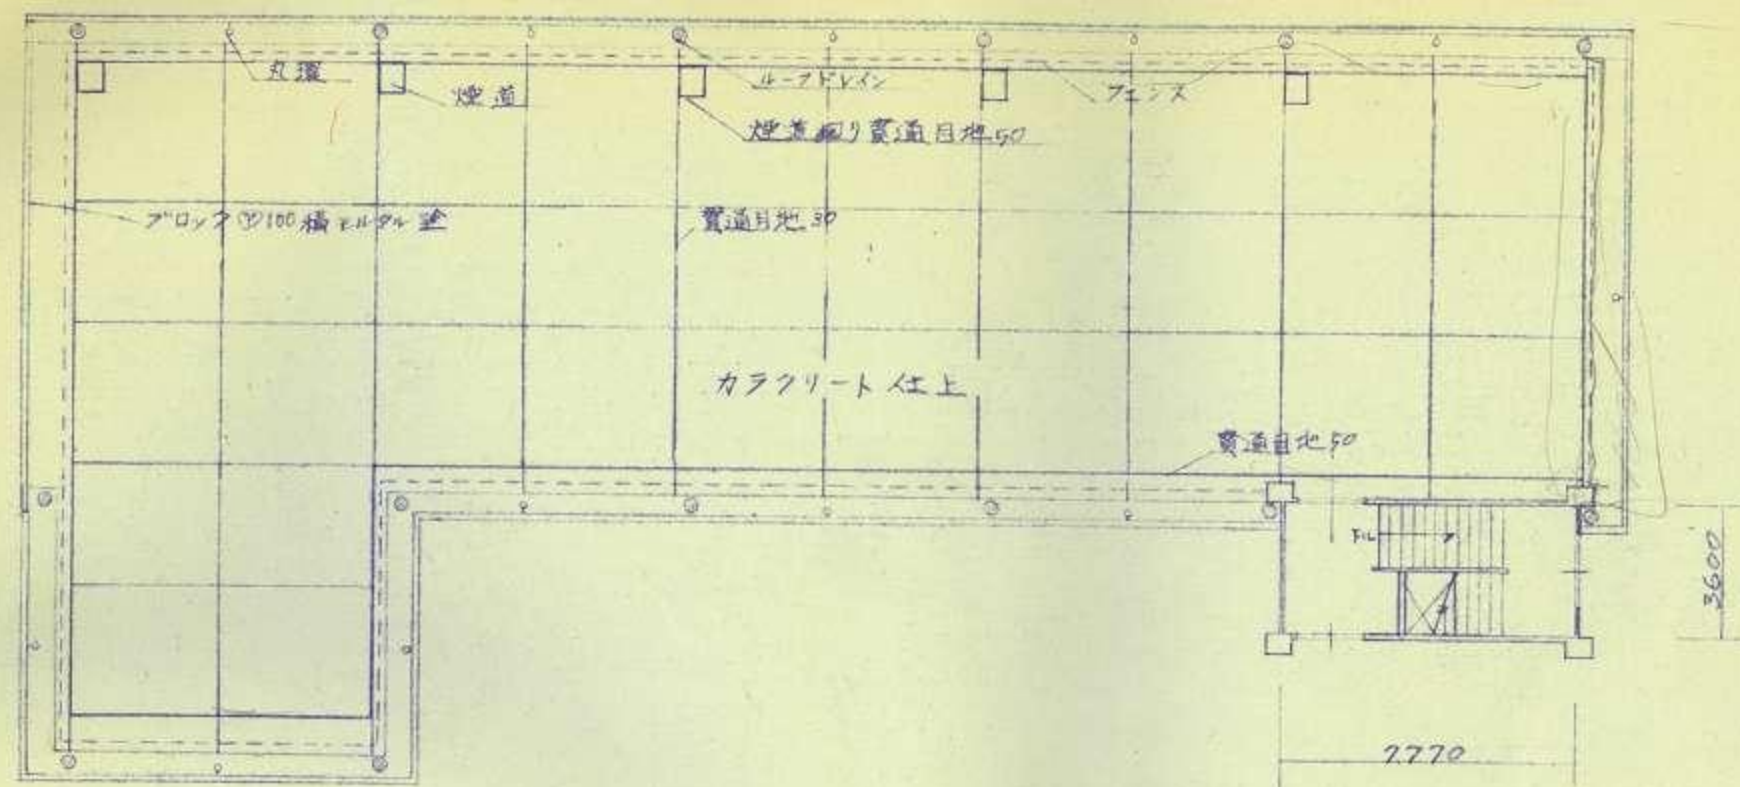 丸環
煙道
ルーフドレイン
フェンス
煙道廻り貫通目地50
ブロック㋐100積モルタル塗
貫通目地30
カラクリート仕上
貫通目地50
3600
7770